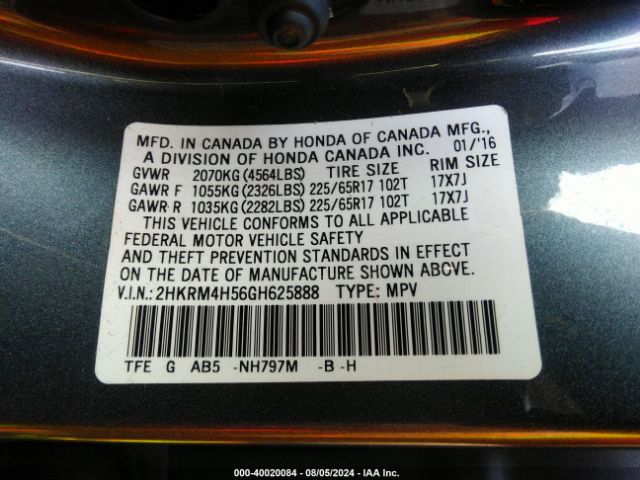 MFD. IN CANADA BY HONDA OF CANADA MFG.,
A DIVISION OF HONDA CANADA INC. 01/'16
GVWR 2070KG (4564LBS) TIRE SIZE RIM SIZE
GAWR F 1055KG (2326LBS) 225/65R17 102T 17X7J
GAWR R 1035KG (2282LBS) 225/65R17 102T 17X7J
THIS VEHICLE CONFORMS TO ALL APPLICABLE
FEDERAL MOTOR VEHICLE SAFETY
AND THEFT PREVENTION STANDARDS IN EFFECT
ON THE DATE OF MANUFACTURE SHOWN ABOVE.
V.I.N.: 2HKRM4H56GH625888 TYPE: MPV
TFE G AB5 -NH797M -B -H
000-40020084 - 08/05/2024 - IAA Inc.